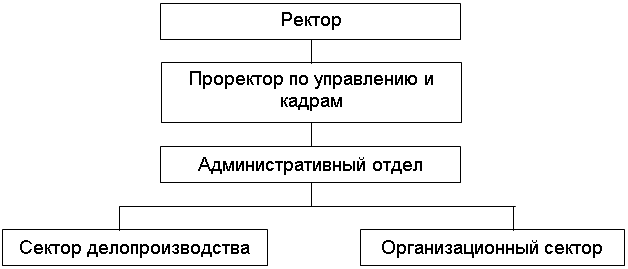 Ректор
Проректор по управлению и
кадрам
Административный отдел
Сектор делопроизводства
Организационный сектор